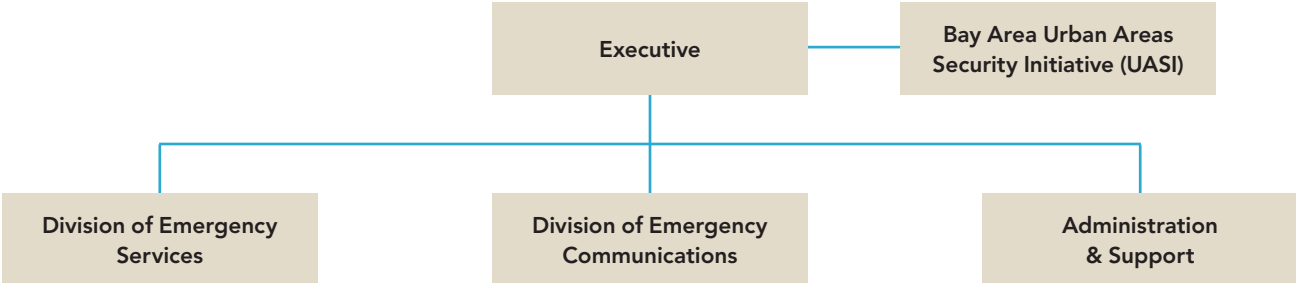 Executive
Bay Area Urban Areas
Security Initiative (UASI)
Division of Emergency
Services
Division of Emergency
Communications
Administration
& Support